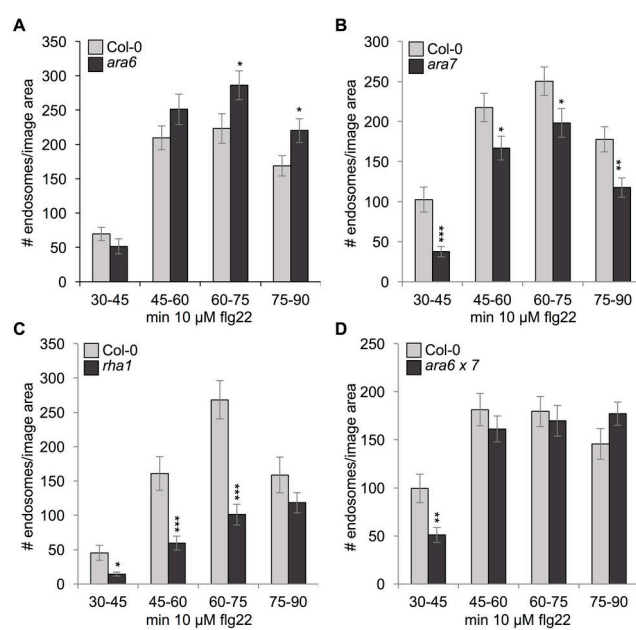 A
Col-0
ara6
# endosomes/image area
350
300
250
200
150
100
50
0
*
*
30-45 45-60 60-75 75-90
min 10 µM flg22
B
Col-0
ara7
# endosomes/image area
300
250
200
150
100
50
0
***
*
*
**
30-45 45-60 60-75 75-90
min 10 µM flg22
C
Col-0
rha1
# endosomes/image area
350
300
250
200
150
100
50
0
*
***
***
30-45 45-60 60-75 75-90
min 10 µM flg22
D
Col-0
ara6 x 7
# endosomes/image area
250
200
150
100
50
0
**
30-45 45-60 60-75 75-90
min 10 µM flg22